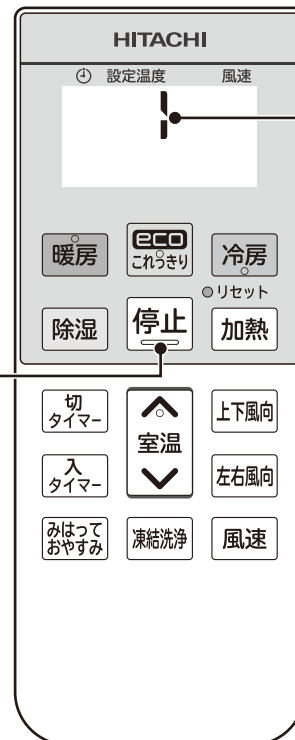 HITACHI
設定温度 風速
1
暖房 eco これっきり 冷房
リセット
除湿 停止 加熱
切タイマー 上下風向
室温
入タイマー 左右風向
みはっておやすみ 凍結洗浄 風速